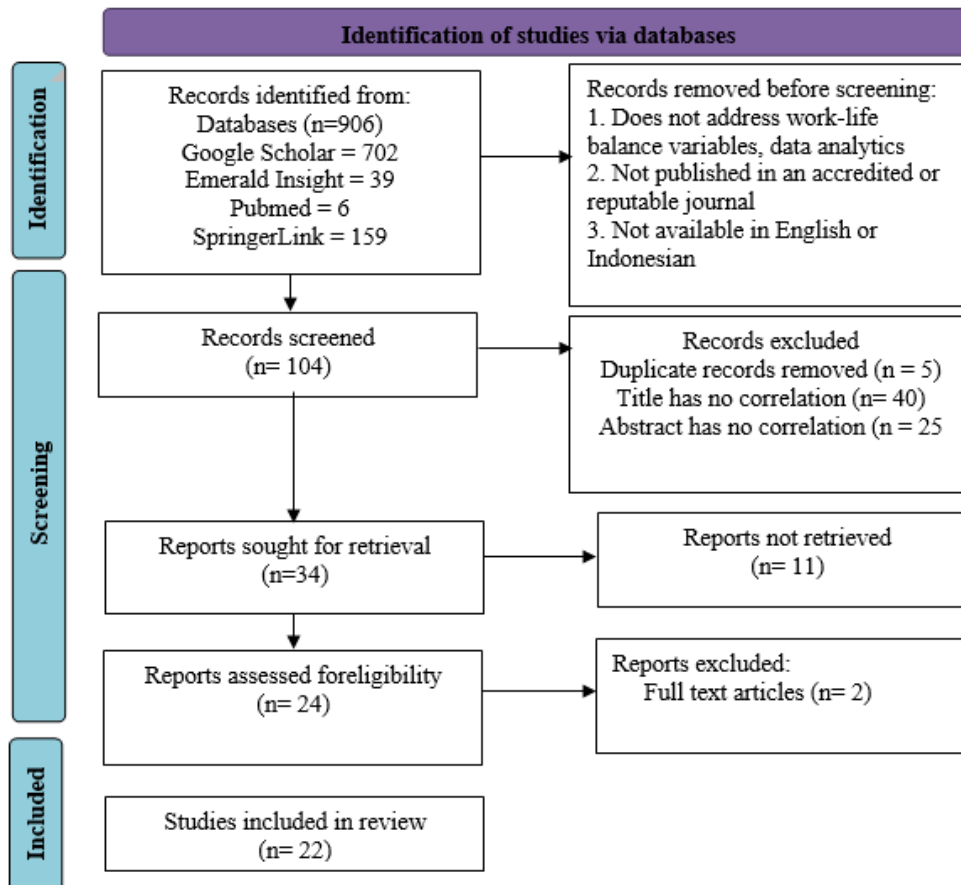 Identification of studies via databases
Identification
Records identified from:
Databases (n=906)
Google Scholar = 702
Emerald Insight = 39
Pubmed = 6
SpringerLink = 159
Records removed before screening:
1. Does not address work-life
balance variables, data analytics
2. Not published in an accredited or
reputable journal
3. Not available in English or
Indonesian
Screening
Records screened
(n= 104)
Records excluded
Duplicate records removed (n = 5)
Title has no correlation (n= 40)
Abstract has no correlation (n = 25
Reports sought for retrieval
(n=34)
Reports not retrieved
(n= 11)
Reports assessed foreligibility
(n= 24)
Reports excluded:
Full text articles (n= 2)
Included
Studies included in review
(n= 22)